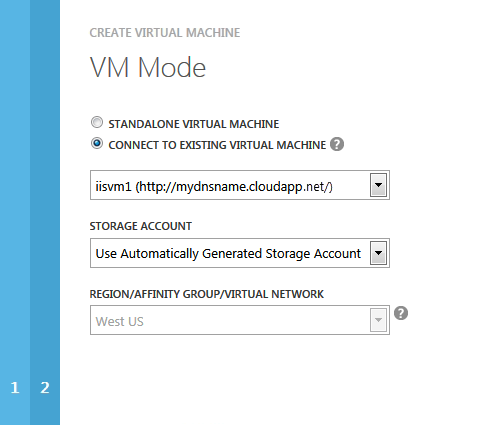 CREATE VIRTUAL MACHINE
VM Mode
STANDALONE VIRTUAL MACHINE
CONNECT TO EXISTING VIRTUAL MACHINE ?
iisvm1 (http://mydnsname.cloudapp.net/)
STORAGE ACCOUNT
Use Automatically Generated Storage Account
REGION/AFFINITY GROUP/VIRTUAL NETWORK
West US ?
1 2